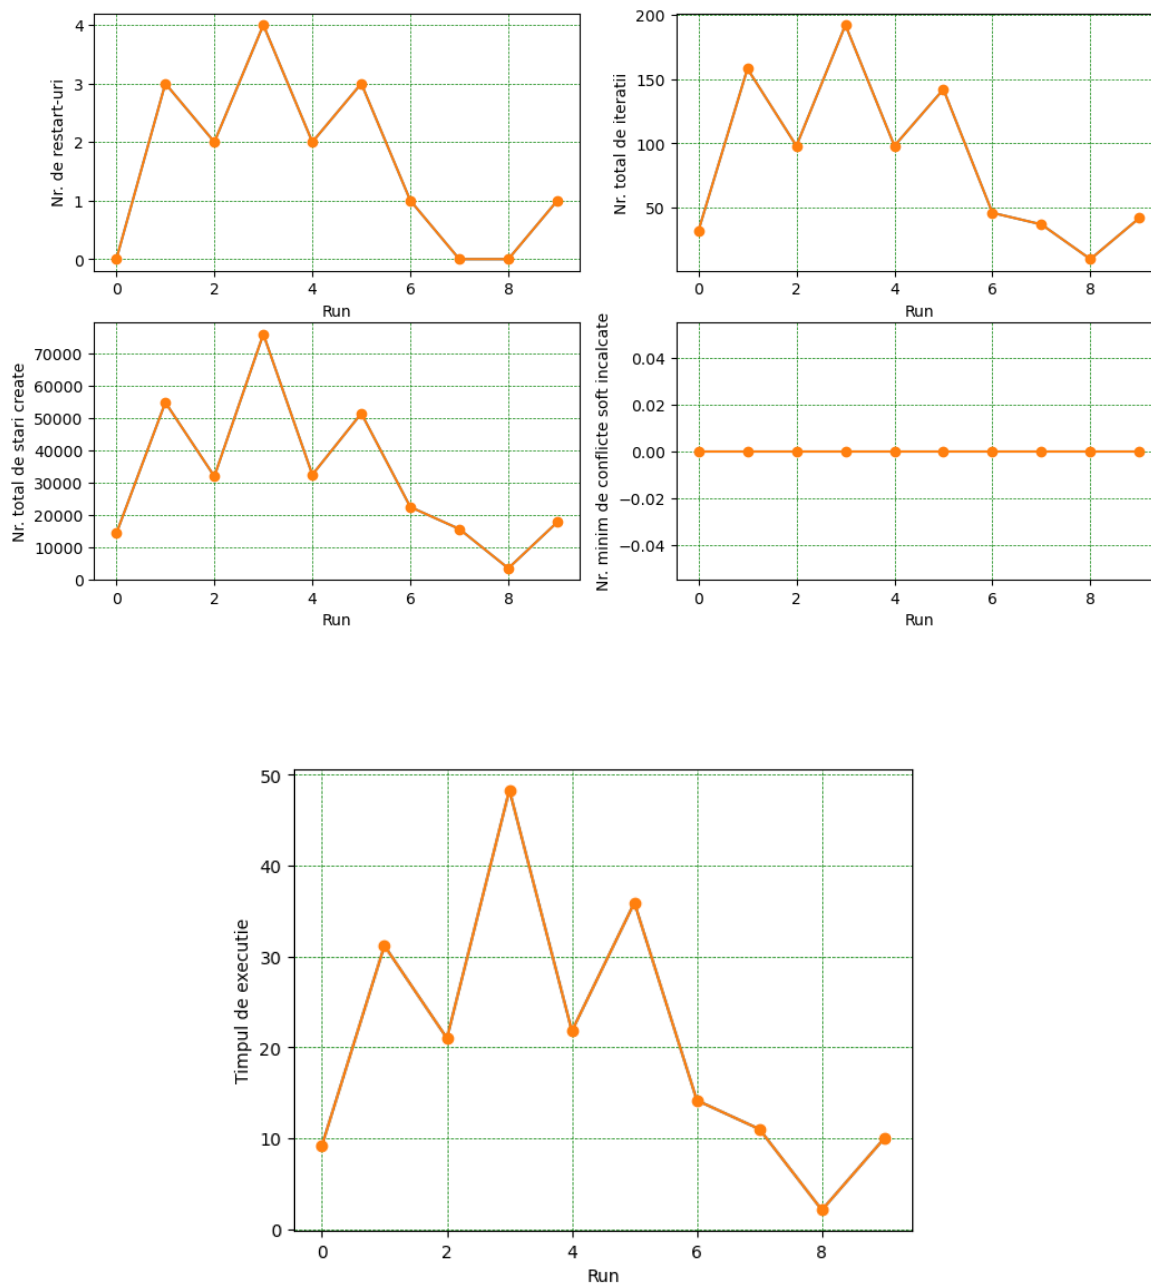 Nr. de restart-uri
4
3
2
1
0
0 2 4 6 8
Run
Nr. total de iteratii
200
150
100
50
0 2 4 6 8
Run
Nr. total de stari create
70000
60000
50000
40000
30000
20000
10000
0
0 2 4 6 8
Run
Nr. minim de conflicte soft incalcate
0.04
0.02
0.00
−0.02
−0.04
0 2 4 6 8
Run
Timpul de executie
50
40
30
20
10
0
0 2 4 6 8
Run